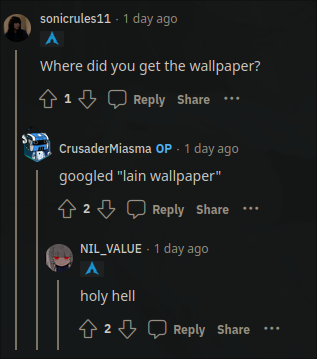 sonicrules11 · 1 day ago
Where did you get the wallpaper?
1 Reply Share ···
CrusaderMiasma OP · 1 day ago
googled "lain wallpaper"
2 Reply Share ···
NIL_VALUE · 1 day ago
holy hell
2 Reply Share ···